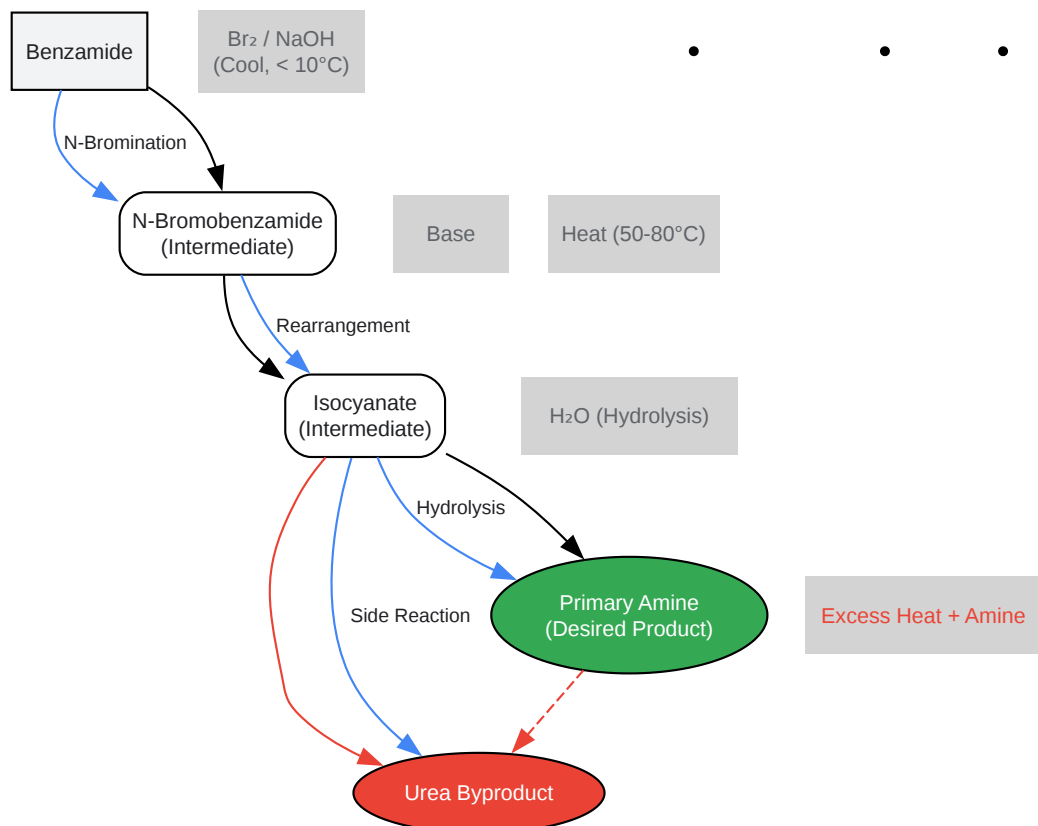 Benzamide
Br₂ / NaOH
(Cool, < 10°C)
N-Bromination
N-Bromobenzamide
(Intermediate)
Base
Heat (50-80°C)
Rearrangement
Isocyanate
(Intermediate)
H₂O (Hydrolysis)
Hydrolysis
Primary Amine
(Desired Product)
Side Reaction
Excess Heat + Amine
Urea Byproduct